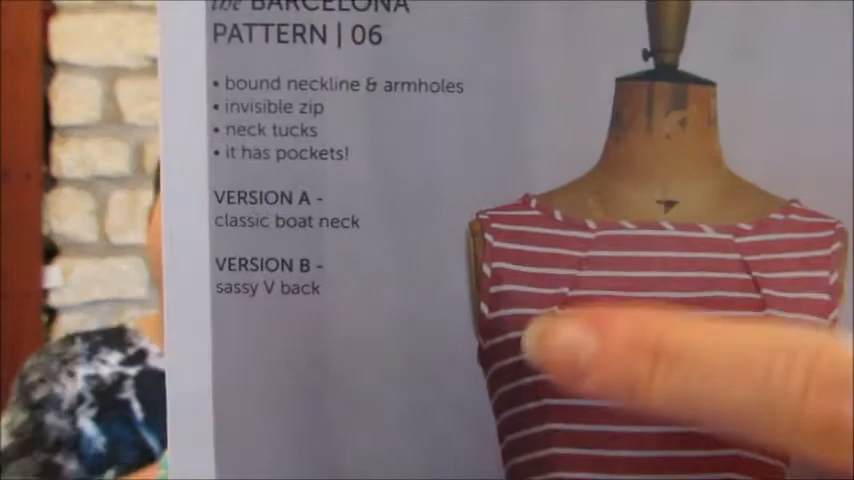 the BARCELONA
PATTERN | 06
• bound neckline & armholes
• invisible zip
• neck tucks
• it has pockets!
VERSION A -
classic boat neck
VERSION B -
sassy V back